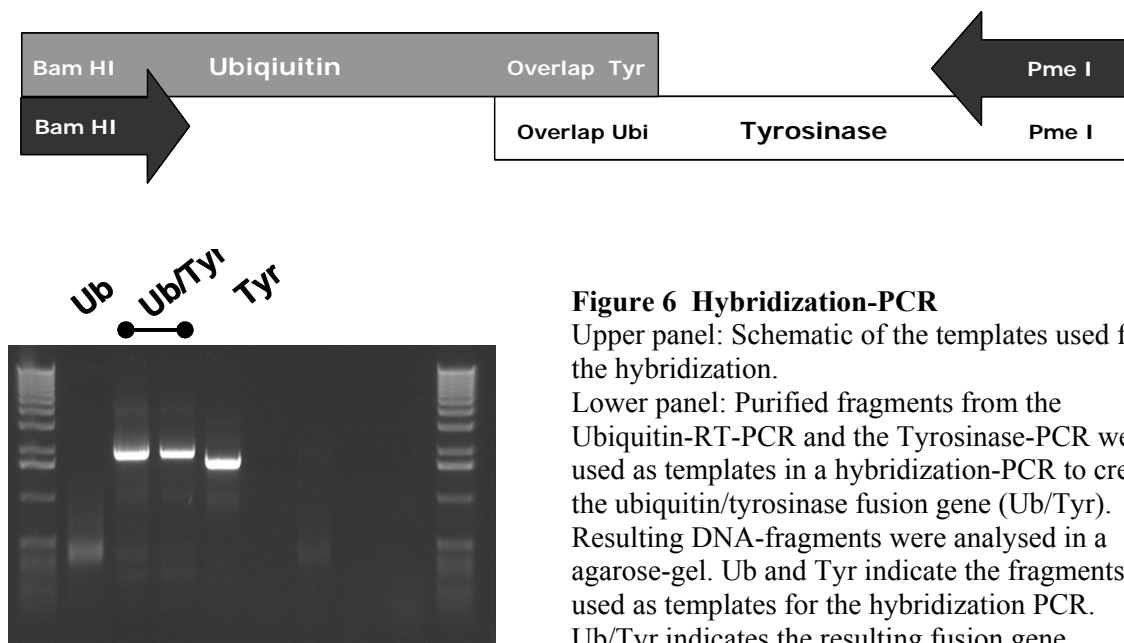 Bam HI Ubiqiuitin Overlap Tyr Pme I
Bam HI Overlap Ubi Tyrosinase Pme I
Ub Ub/Tyr Tyr
Figure 6 Hybridization-PCR
Upper panel: Schematic of the templates used
the hybridization.
Lower panel: Purified fragments from the
Ubiquitin-RT-PCR and the Tyrosinase-PCR
used as templates in a hybridization-PCR to
the ubiquitin/tyrosinase fusion gene (Ub/Tyr).
Resulting DNA-fragments were analysed in a
agarose-gel. Ub and Tyr indicate the fragments
used as templates for the hybridization PCR.
Ub/Tyr indicates the resulting fusion gene